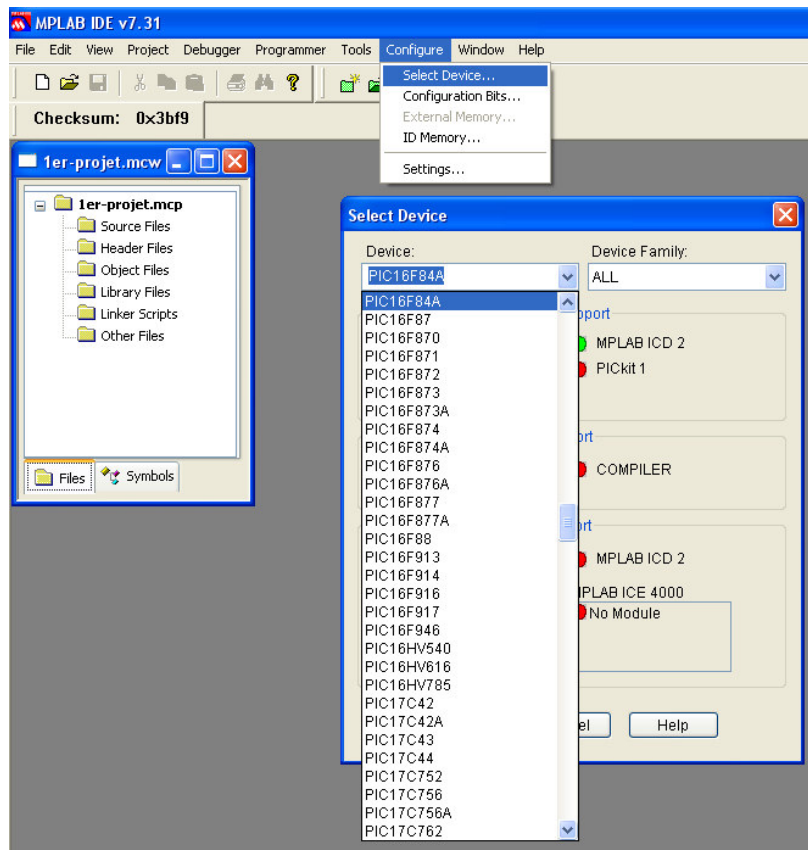 MPLAB IDE v7.31
File Edit View Project Debugger Programmer Tools Configure Window Help
Select Device...
Configuration Bits...
External Memory...
ID Memory...
Settings...
Checksum: 0x3bf9
1er-projet.mcw
1er-projet.mcp
Source Files
Header Files
Object Files
Library Files
Linker Scripts
Other Files
Files Symbols
Select Device
Device: Device Family:
PIC16F84A ALL
PIC16F84A
PIC16F87
PIC16F870
PIC16F871
PIC16F872
PIC16F873
PIC16F873A
PIC16F874
PIC16F874A
PIC16F876
PIC16F876A
PIC16F877
PIC16F877A
PIC16F88
PIC16F913
PIC16F914
PIC16F916
PIC16F917
PIC16F946
PIC16HV540
PIC16HV616
PIC16HV785
PIC17C42
PIC17C42A
PIC17C43
PIC17C44
PIC17C752
PIC17C756
PIC17C756A
PIC17C762
pport
MPLAB ICD 2
PICkit 1
ort
COMPILER
ort
MPLAB ICD 2
PLAB ICE 4000
No Module
el Help